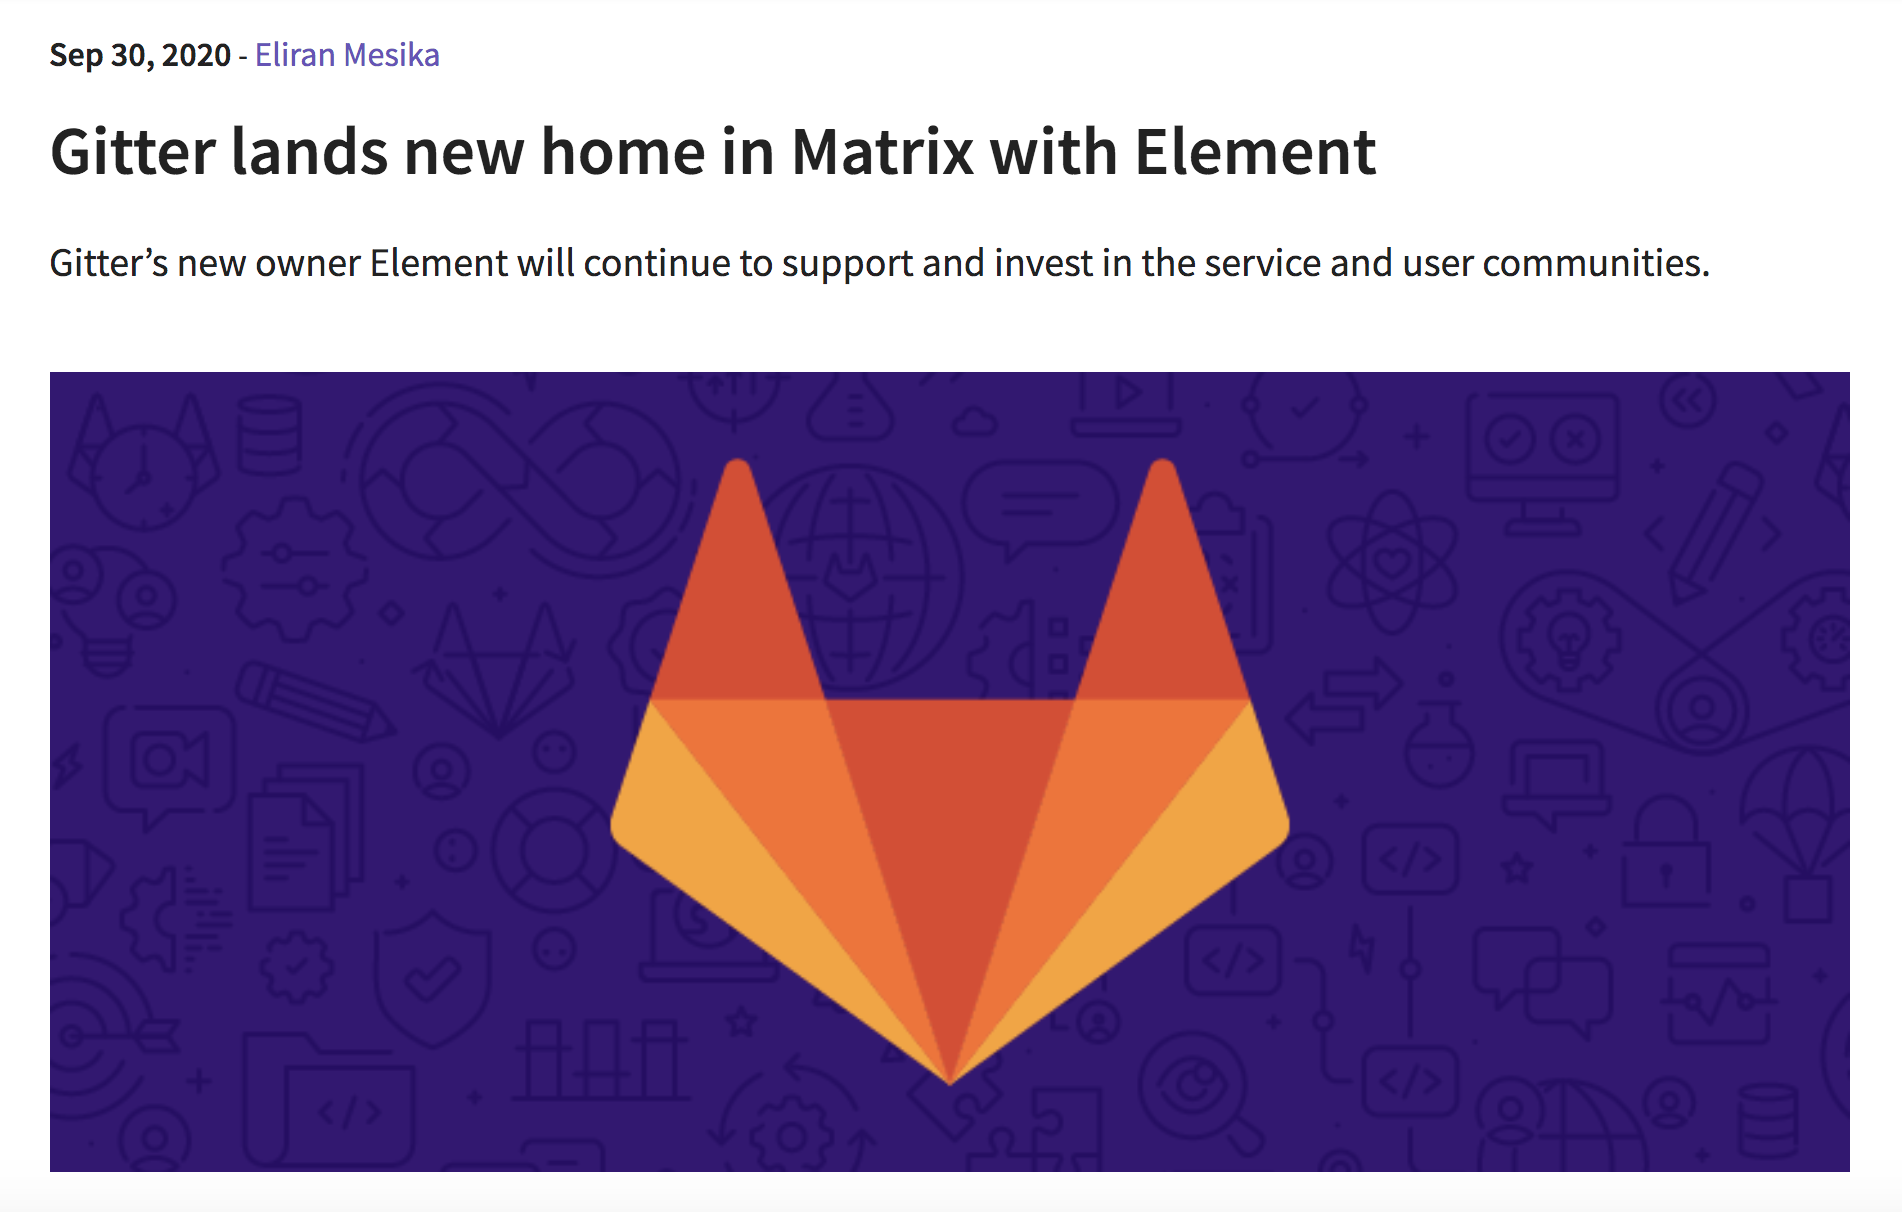 Sep 30, 2020 - Eliran Mesika
Gitter lands new home in Matrix with Element
Gitter’s new owner Element will continue to support and invest in the service and user communities.